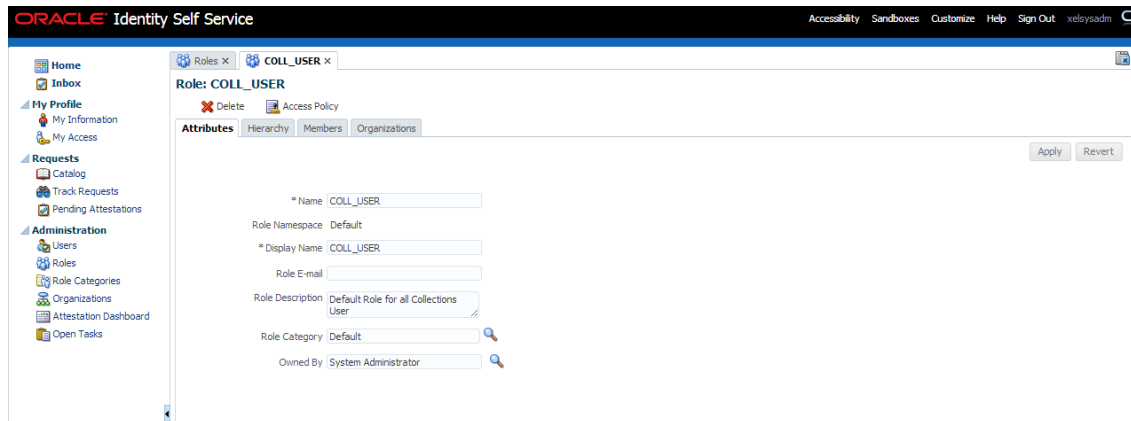 ORACLE Identity Self Service
Accessibility Sandboxes Customize Help Sign Out xelsysadm
Home
Inbox
My Profile
My Information
My Access
Requests
Catalog
Track Requests
Pending Attestations
Administration
Users
Roles
Role Categories
Organizations
Attestation Dashboard
Open Tasks
Roles × COLL_USER ×
Role: COLL_USER
Delete Access Policy
Attributes Hierarchy Members Organizations
Apply Revert
* Name COLL_USER
Role Namespace Default
* Display Name COLL_USER
Role E-mail
Role Description Default Role for all Collections
User
Role Category Default
Owned By System Administrator